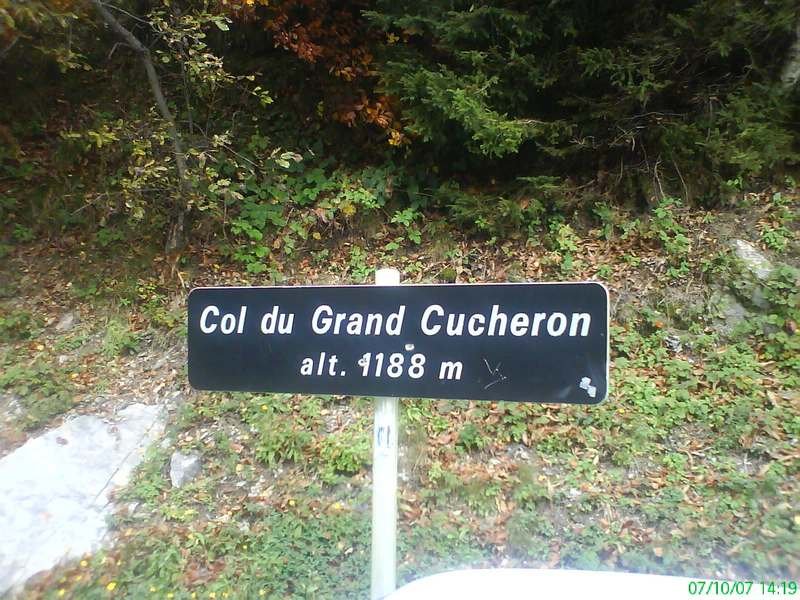 Col du Grand Cucheron
alt. 1188 m
07/10/07 14:19